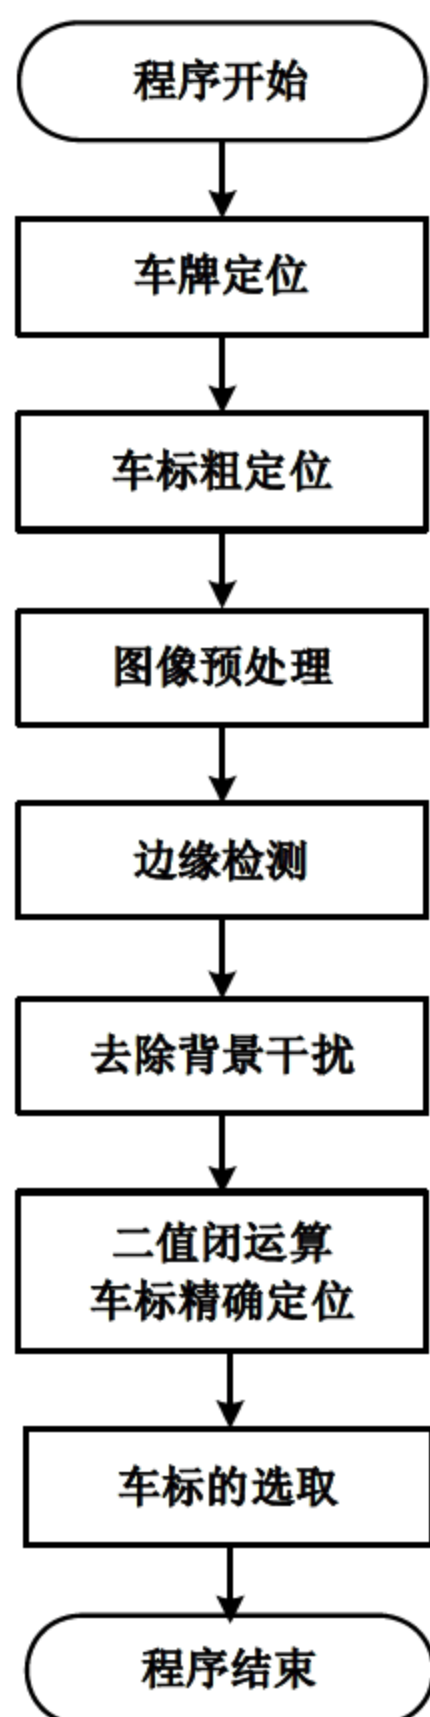 程序开始
车牌定位
车标粗定位
图像预处理
边缘检测
去除背景干扰
二值闭运算
车标精确定位
车标的选取
程序结束